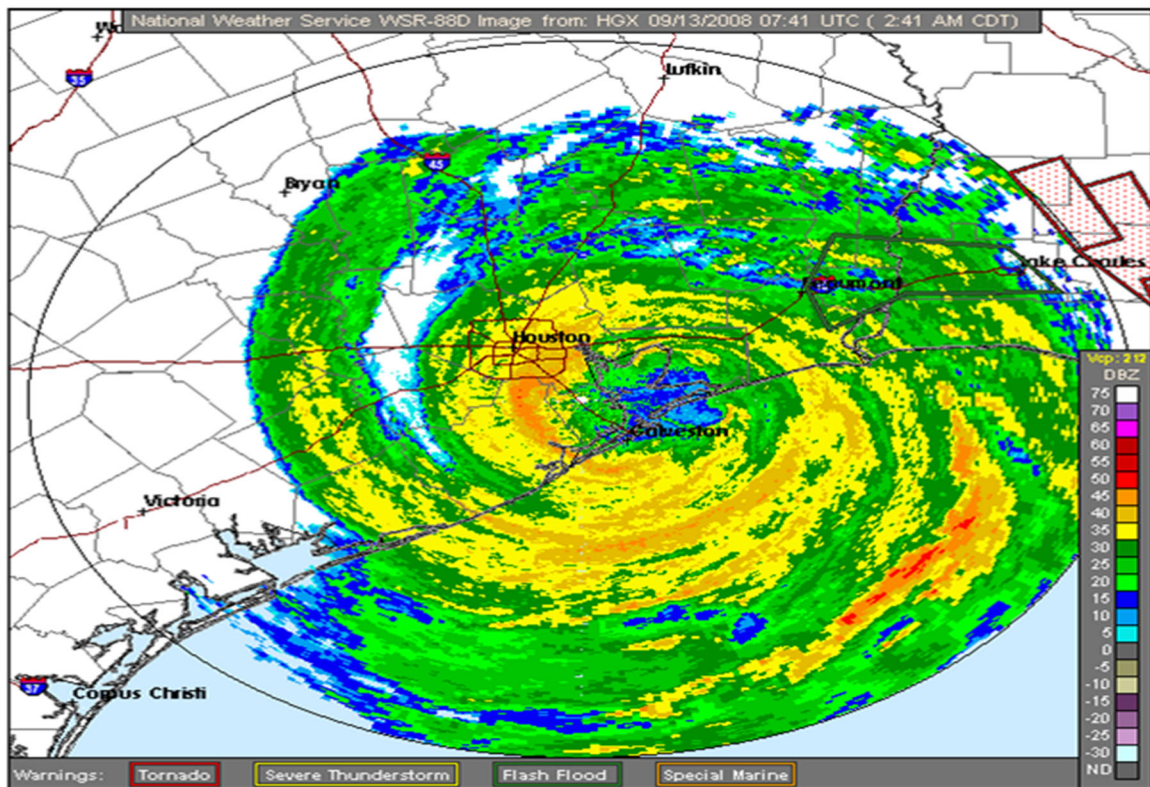 National Weather Service WSR-88D Image from: HGX 09/13/2008 07:41 UTC ( 2:41 AM CDT)
35
Lufkin
45
Bryan
Lake Charles
Beaumont
Houston
Galveston
Victoria
37
Corpus Christi
Vcp: 212
DBZ
75
70
65
60
55
50
45
40
35
30
25
20
15
10
5
0
-5
-10
-15
-20
-25
-30
ND
Warnings: Tornado Severe Thunderstorm Flash Flood Special Marine